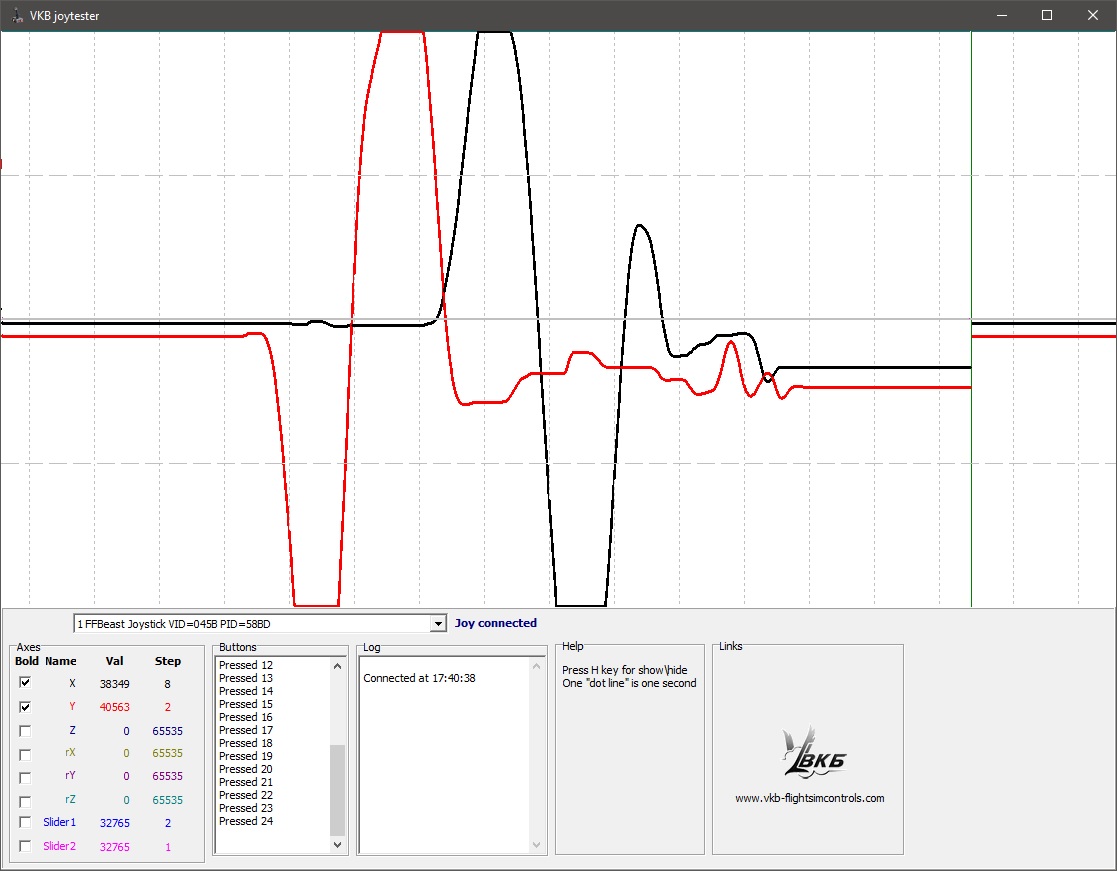 VKB joytester
1 FFBeast Joystick VID=045B PID=58BD
Joy connected
Axes
Bold Name Val Step
X 38349 8
Y 40563 2
Z 0 65535
rX 0 65535
rY 0 65535
rZ 0 65535
Slider1 32765 2
Slider2 32765 1
Buttons
Pressed 12
Pressed 13
Pressed 14
Pressed 15
Pressed 16
Pressed 17
Pressed 18
Pressed 19
Pressed 20
Pressed 21
Pressed 22
Pressed 23
Pressed 24
Log
Connected at 17:40:38
Help
Press H key for show\hide
One "dot line" is one second
Links
ВКБ
www.vkb-flightsimcontrols.com